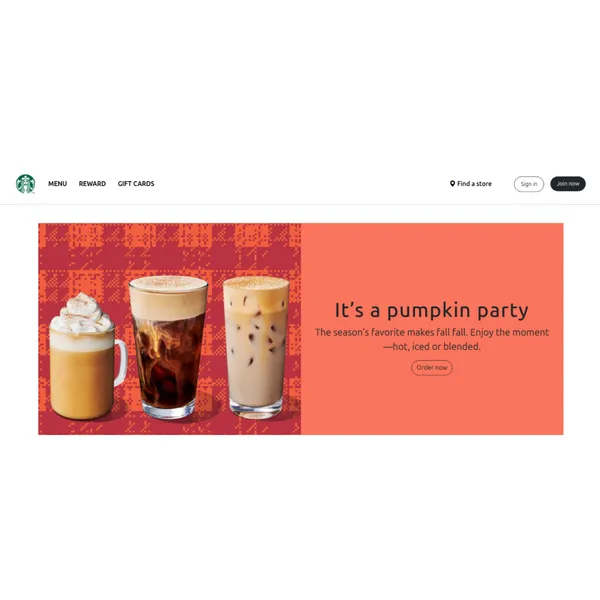 MENU REWARD GIFT CARDS Find a store Sign in Join now
It's a pumpkin party
The season's favorite makes fall fall. Enjoy the moment
—hot, iced or blended.
Order now